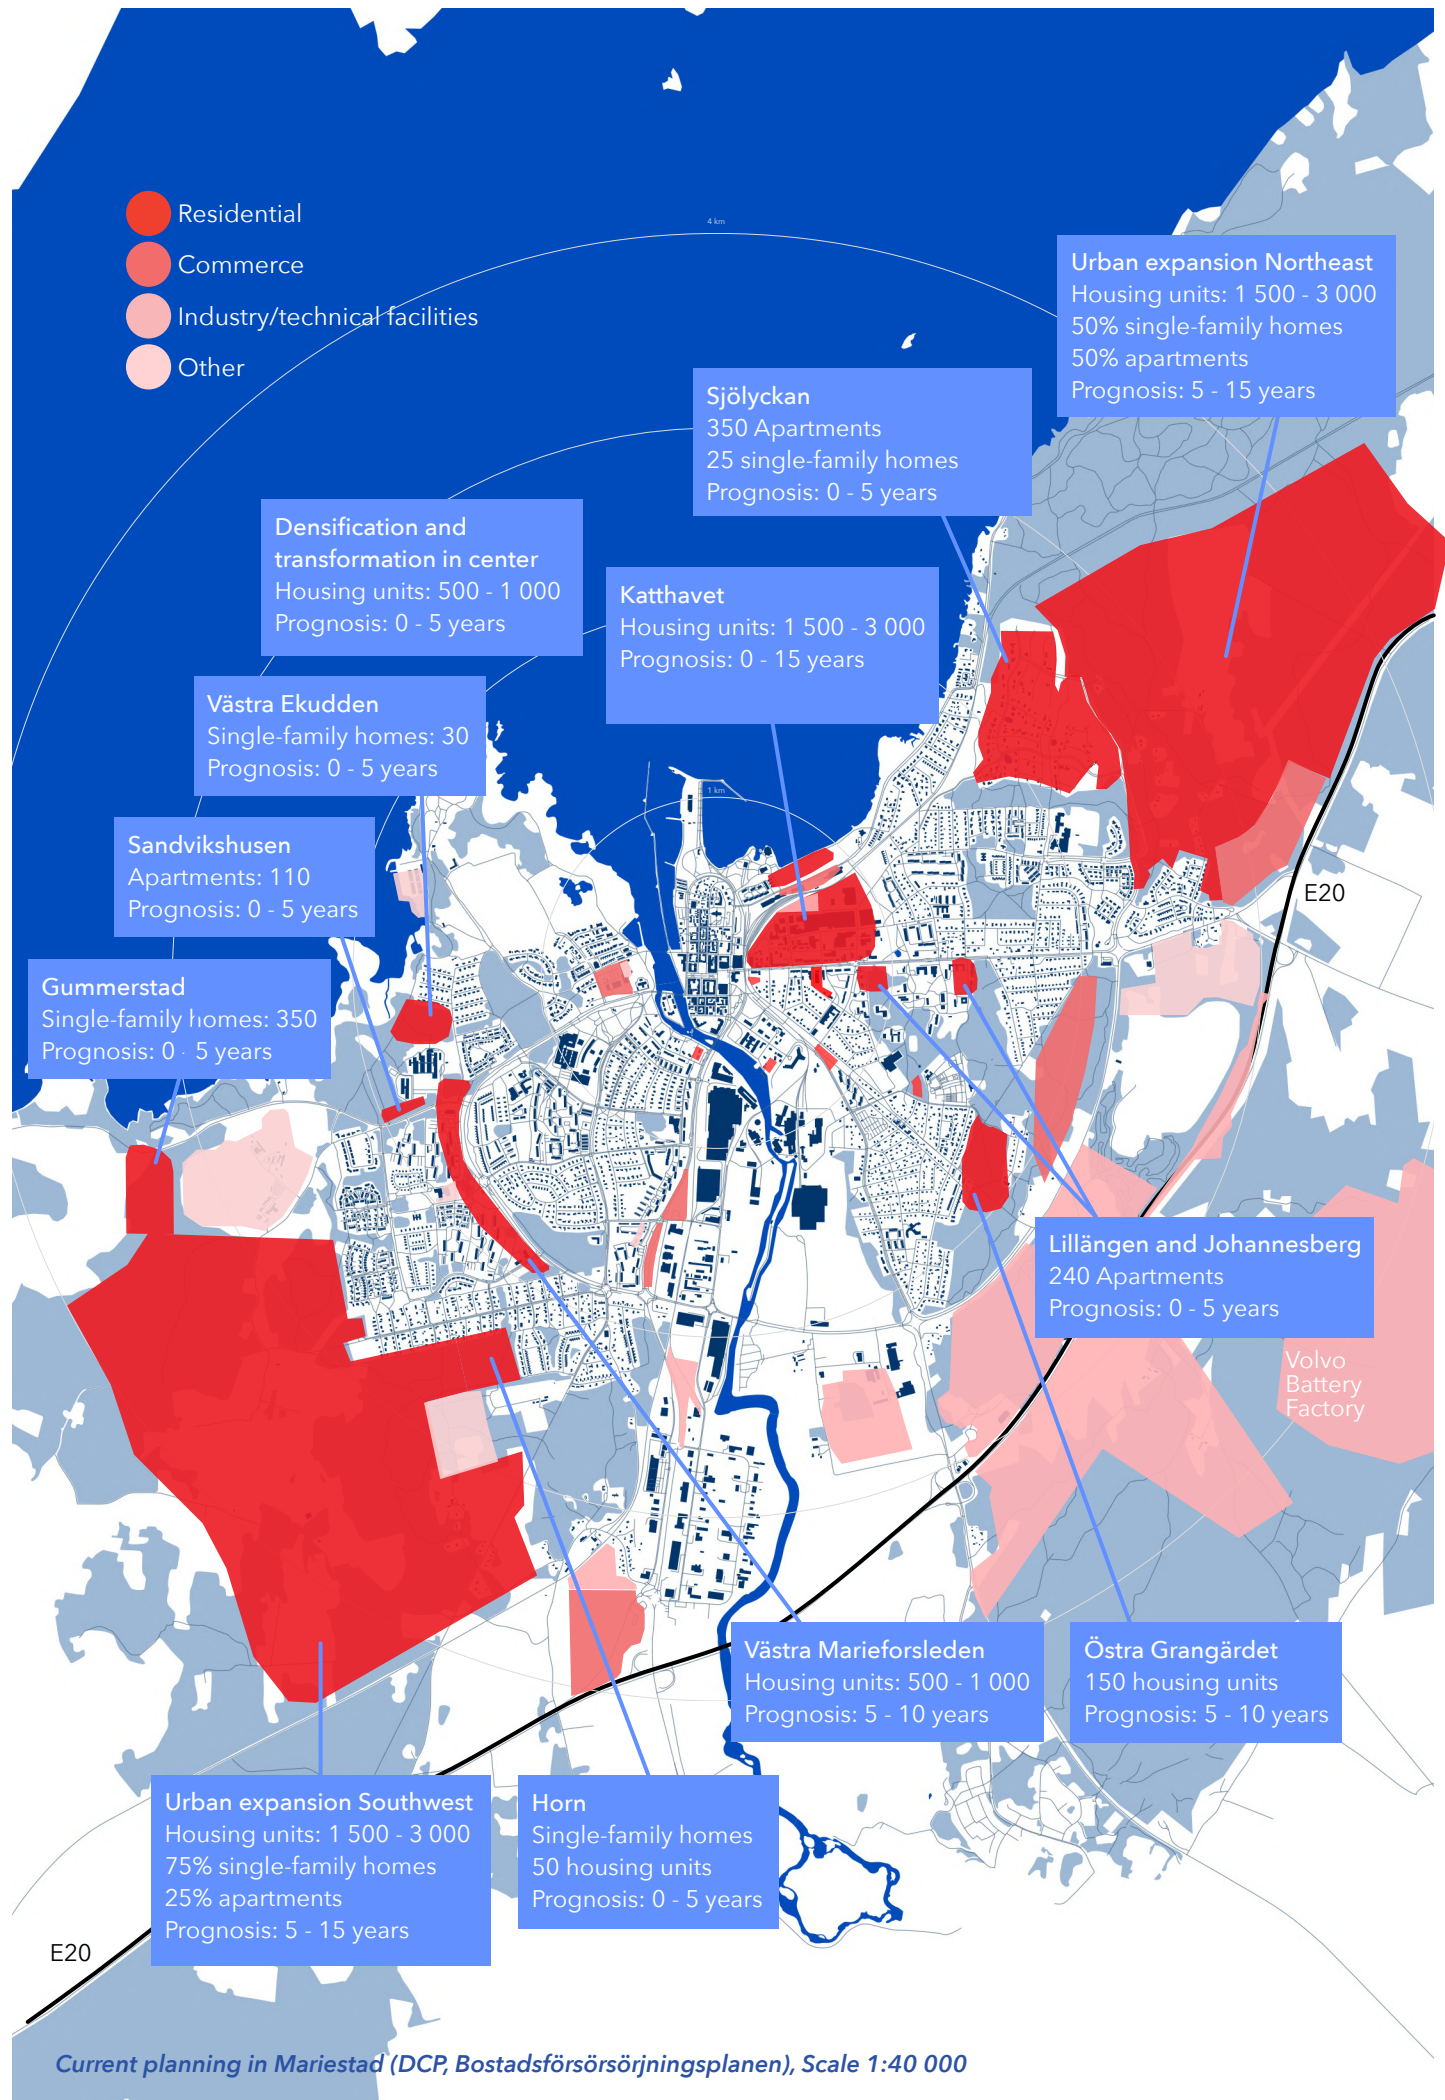 Residential
Commerce
Industry/technical facilities
Other
4 km
Urban expansion Northeast
Housing units: 1 500 - 3 000
50% single-family homes
50% apartments
Prognosis: 5 - 15 years
Sjölyckan
350 Apartments
25 single-family homes
Prognosis: 0 - 5 years
Densification and
transformation in center
Housing units: 500 - 1 000
Prognosis: 0 - 5 years
Katthavet
Housing units: 1 500 - 3 000
Prognosis: 0 - 15 years
Västra Ekudden
Single-family homes: 30
Prognosis: 0 - 5 years
1 km
Sandvikshusen
Apartments: 110
Prognosis: 0 - 5 years
E20
Gummerstad
Single-family homes: 350
Prognosis: 0 - 5 years
Lillängen and Johannesberg
240 Apartments
Prognosis: 0 - 5 years
Volvo
Battery
Factory
Västra Marieforsleden
Housing units: 500 - 1 000
Prognosis: 5 - 10 years
Östra Grangärdet
150 housing units
Prognosis: 5 - 10 years
Urban expansion Southwest
Housing units: 1 500 - 3 000
75% single-family homes
25% apartments
Prognosis: 5 - 15 years
Horn
Single-family homes
50 housing units
Prognosis: 0 - 5 years
E20
Current planning in Mariestad (DCP, Bostadsförsörsörjningsplanen), Scale 1:40 000